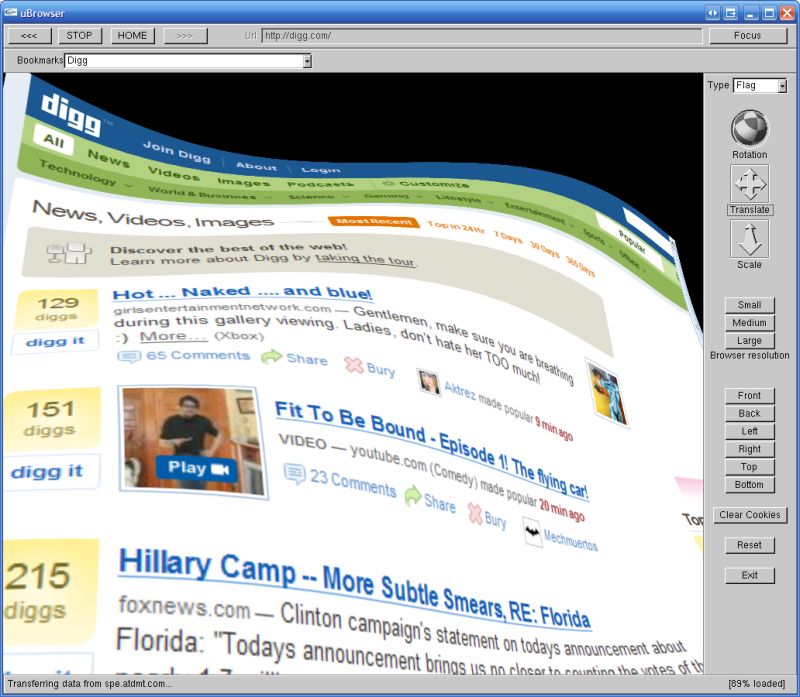 uBrowser
<<< STOP HOME >>> Url: http://digg.com/ Focus
Bookmarks Digg
Type Flag
digg™
Join Digg About Login
All News Videos Images Podcasts Customize
Technology World & Business Science Gaming Lifestyle Entertainment Sports Offbeat
Popular
News, Videos, Images Most Recent Top in 24 Hr 7 Days 30 Days 365 Days
Discover the best of the web!
Learn more about Digg by taking the tour.
129
diggs
digg it
Hot ... Naked .... and blue!
girlsentertainmentnetwork.com — Gentlemen, make sure you are breathing
during this gallery viewing. Ladies, don't hate her TOO much!
:) More... (Xbox)
65 Comments Share Bury Aktrez made popular 9 min ago
151
diggs
digg it
Play
Fit To Be Bound - Episode 1! The flying car!
VIDEO — youtube.com (Comedy) made popular 20 min ago
23 Comments Share Bury Mechmuertos
215
diggs
Hillary Camp -- More Subtle Smears, RE: Florida
foxnews.com — Clinton campaign's statement on todays announcement about
Florida: "Todays announcement brings us no closer to counting the votes of
Rotation
Translate
Scale
Small
Medium
Large
Browser resolution
Front
Back
Left
Right
Top
Bottom
Clear Cookies
Reset
Exit
Transferring data from spe.atdmt.com... [89% loaded]